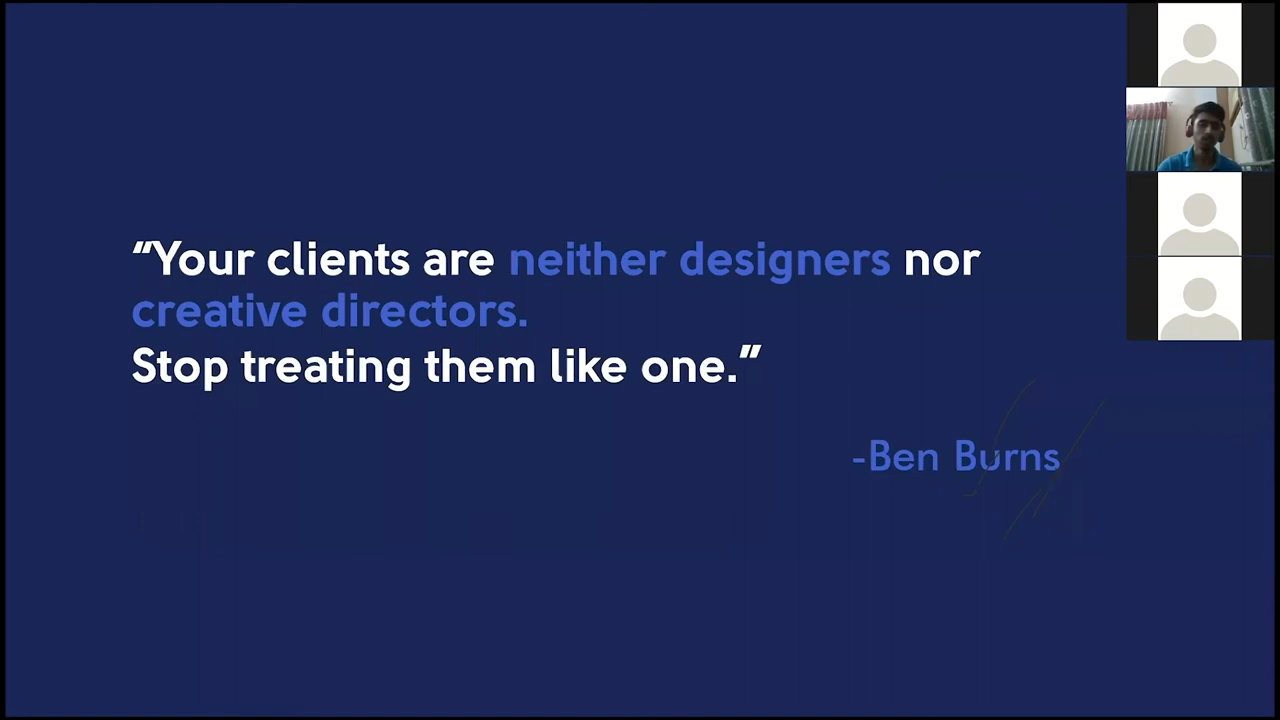 “Your clients are neither designers nor
creative directors.
Stop treating them like one.”
-Ben Burns